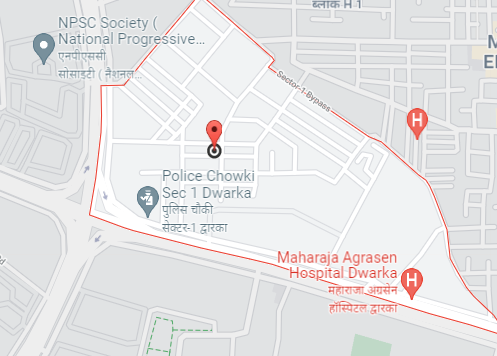 ब्लाक H 1
NPSC Society (
National Progressive...
एनपीएससी
सोसाइटी ( नैशनल...
Sector-1 Bypass
H
Police Chowki
Sec 1 Dwarka
पुलिस चौकी
सेक्टर-1 द्वारका
Maharaja Agrasen
Hospital Dwarka
महाराजा अग्रसेन
हॉस्पिटल द्वारका
H